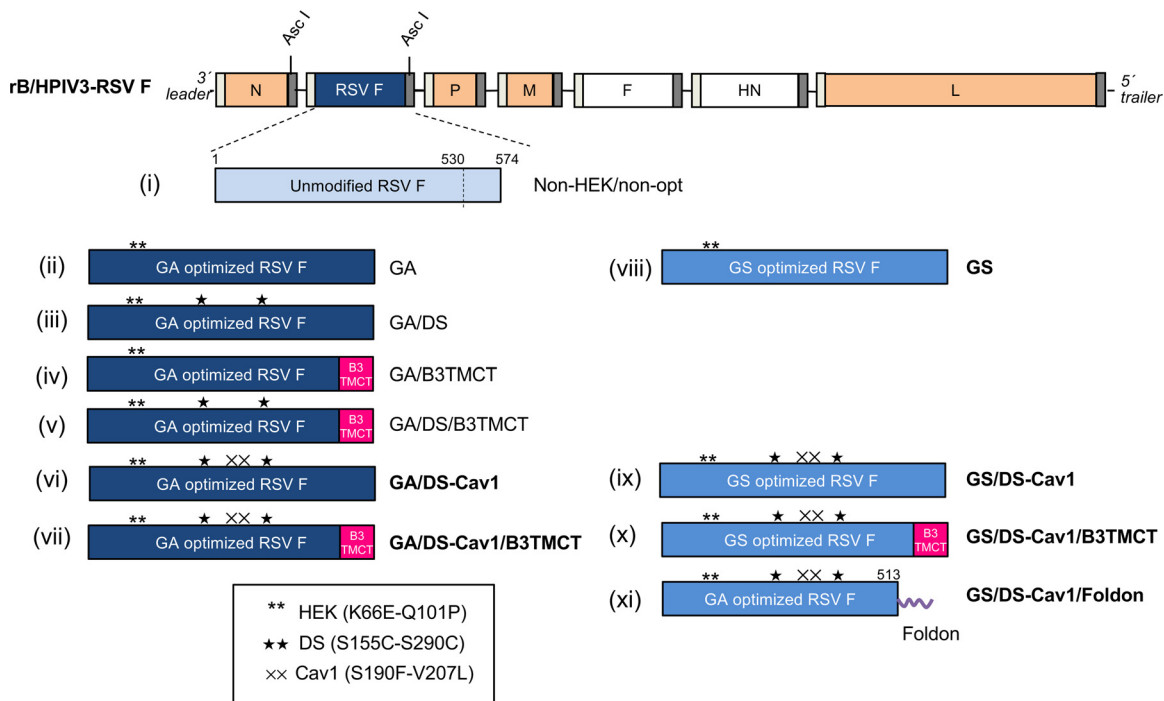 Asc I
Asc I
rB/HPIV3-RSV F
3´
leader
N
RSV F
P
M
F
HN
L
5´
trailer
1
530
574
(i)
Unmodified RSV F
Non-HEK/non-opt
(ii)
**
GA optimized RSV F
GA
(iii)
** ★ ★
GA optimized RSV F
GA/DS
(iv)
**
GA optimized RSV F
B3
TMCT
GA/B3TMCT
(v)
** ★ ★
GA optimized RSV F
B3
TMCT
GA/DS/B3TMCT
(vi)
** ★ ×× ★
GA optimized RSV F
GA/DS-Cav1
(vii)
** ★ ×× ★
GA optimized RSV F
B3
TMCT
GA/DS-Cav1/B3TMCT
(viii)
**
GS optimized RSV F
GS
(ix)
** ★ ×× ★
GS optimized RSV F
GS/DS-Cav1
(x)
** ★ ×× ★
GS optimized RSV F
B3
TMCT
GS/DS-Cav1/B3TMCT
(xi)
** ★ ×× ★
513
GA optimized RSV F
GS/DS-Cav1/Foldon
Foldon
** HEK (K66E-Q101P)
★★ DS (S155C-S290C)
×× Cav1 (S190F-V207L)